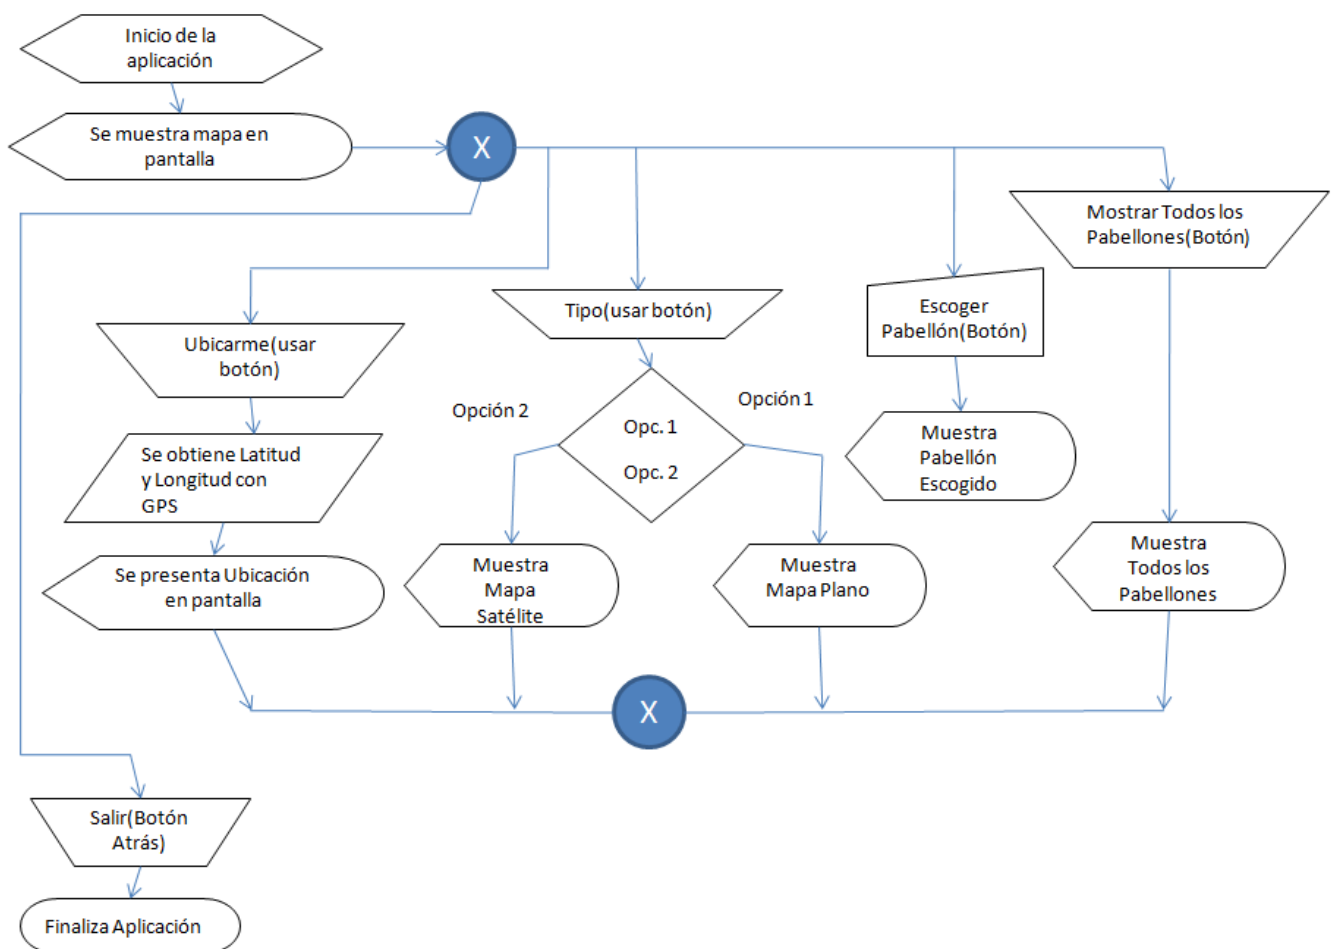 Inicio de la
aplicación
Se muestra mapa en
pantalla
X
Mostrar Todos los
Pabellones(Botón)
Tipo(usar botón)
Escoger
Pabellón(Botón)
Ubicarme(usar
botón)
Opción 2
Opción 1
Opc. 1
Opc. 2
Se obtiene Latitud
y Longitud con
GPS
Muestra
Pabellón
Escogido
Se presenta Ubicación
en pantalla
Muestra
Mapa
Satélite
Muestra
Mapa Plano
Muestra
Todos los
Pabellones
X
Salir(Botón
Atrás)
Finaliza Aplicación